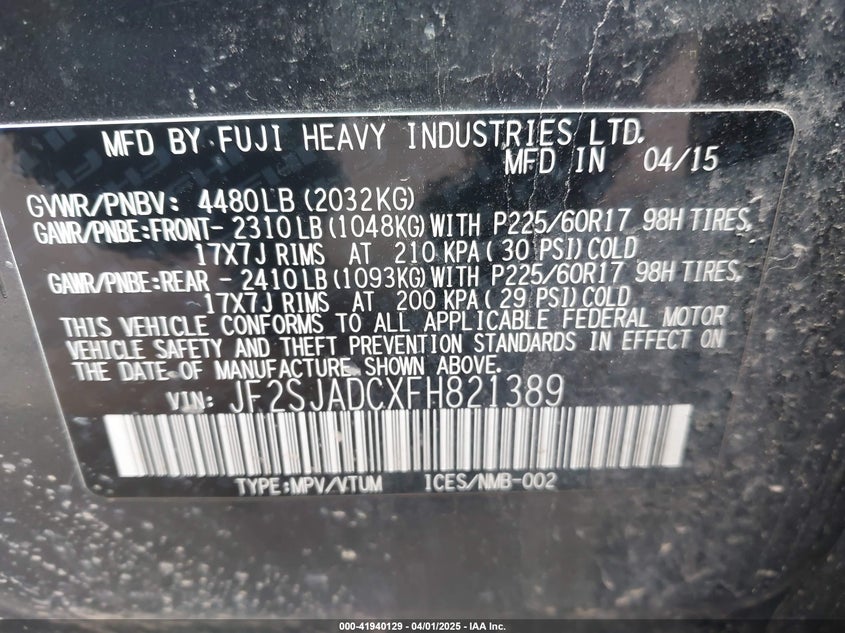 MFD BY FUJI HEAVY INDUSTRIES LTD.
MFD IN 04/15
GVWR/PNBV: 4480LB (2032KG)
GAWR/PNBE:FRONT- 2310LB (1048KG) WITH P225/60R17 98H TIRES,
17X7J RIMS AT 210 KPA ( 30 PSI) COLD
GAWR/PNBE:REAR - 2410LB (1093KG) WITH P225/60R17 98H TIRES,
17X7J RIMS AT 200 KPA ( 29 PSI) COLD
THIS VEHICLE CONFORMS TO ALL APPLICABLE FEDERAL MOTOR
VEHICLE SAFETY AND THEFT PREVENTION STANDARDS IN EFFECT ON
THE DATE OF MANUFACTURE SHOWN ABOVE.
VIN: JF2SJADCXFH821389
TYPE:MPV/VTUM ICES/NMB-002
000-41940129 - 04/01/2025 - IAA Inc.